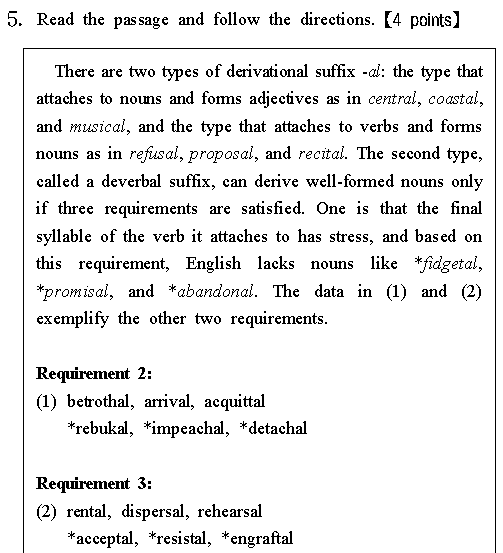 5. Read the passage and follow the directions. 【4 points】
There are two types of derivational suffix -al: the type that
attaches to nouns and forms adjectives as in central, coastal,
and musical, and the type that attaches to verbs and forms
nouns as in refusal, proposal, and recital. The second type,
called a deverbal suffix, can derive well-formed nouns only
if three requirements are satisfied. One is that the final
syllable of the verb it attaches to has stress, and based on
this requirement, English lacks nouns like *fidgetal,
*promisal, and *abandonal. The data in (1) and (2)
exemplify the other two requirements.
Requirement 2:
(1) betrothal, arrival, acquittal
*rebukal, *impeachal, *detachal
Requirement 3:
(2) rental, dispersal, rehearsal
*acceptal, *resistal, *engraftal